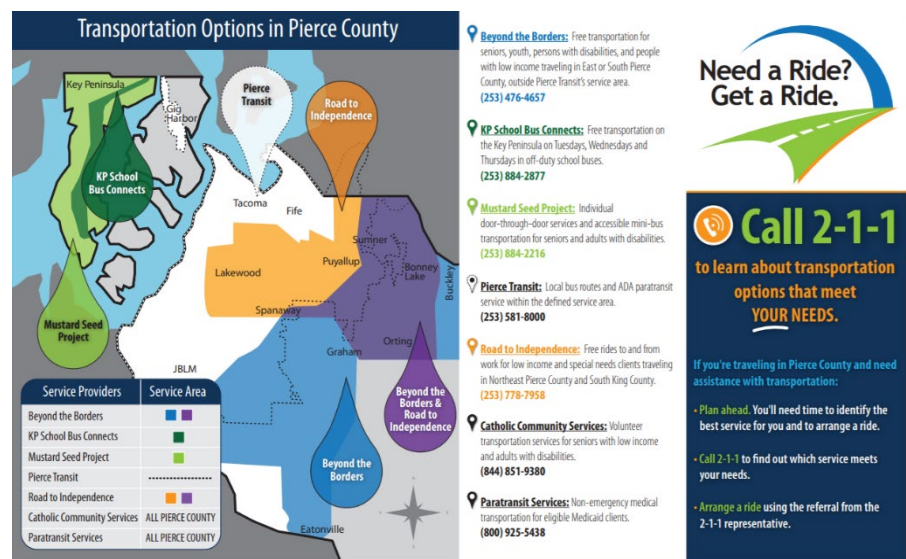 Transportation Options in Pierce County
Key Peninsula
Gig
Harbor
KP School
Bus Connects
Pierce
Transit
Road to
Independence
Tacoma
Fife
Sumner
Puyallup
Bonney
Lake
Buckley
Lakewood
Mustard Seed
Project
Spanaway
Graham
Orting
JBLM
Beyond
the
Borders &
Road to
Independence
Beyond the
Borders
Eatonville
Service Providers Service Area
Beyond the Borders
KP School Bus Connects
Mustard Seed Project
Pierce Transit
Road to Independence
Catholic Community Services ALL PIERCE COUNTY
Paratransit Services ALL PIERCE COUNTY
Beyond the Borders: Free transportation for
seniors, youth, persons with disabilities, and people
with low income traveling in East or South Pierce
County, outside Pierce Transit's service area.
(253) 476-4657
KP School Bus Connects: Free transportation on
the Key Peninsula on Tuesdays, Wednesdays and
Thursdays in off-duty school buses.
(253) 884-2877
Mustard Seed Project: Individual
door-through-door services and accessible mini-bus
transportation for seniors and adults with disabilities.
(253) 884-2216
Pierce Transit: Local bus routes and ADA paratransit
service within the defined service area.
(253) 581-8000
Road to Independence: Free rides to and from
work for low income and special needs clients traveling
in Northeast Pierce County and South King County.
(253) 778-7958
Catholic Community Services: Volunteer
transportation services for seniors with low income
and adults with disabilities.
(844) 851-9380
Paratransit Services: Non-emergency medical
transportation for eligible Medicaid clients.
(800) 925-5438
Need a Ride?
Get a Ride.
Call 2-1-1
to learn about transportation
options that meet
YOUR NEEDS.
If you're traveling in Pierce County and need
assistance with transportation:
• Plan ahead. You'll need time to identify the
best service for you and to arrange a ride.
• Call 2-1-1 to find out which service meets
your needs.
• Arrange a ride using the referral from the
2-1-1 representative.